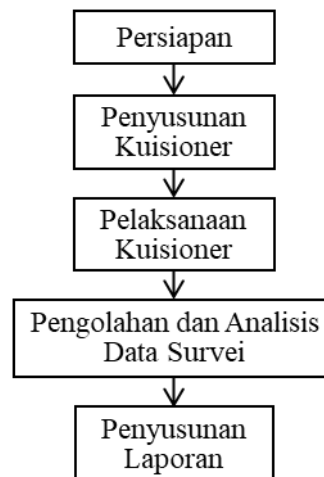 Persiapan
Penyusunan
Kuisioner
Pelaksanaan
Kuisioner
Pengolahan dan Analisis
Data Survei
Penyusunan
Laporan